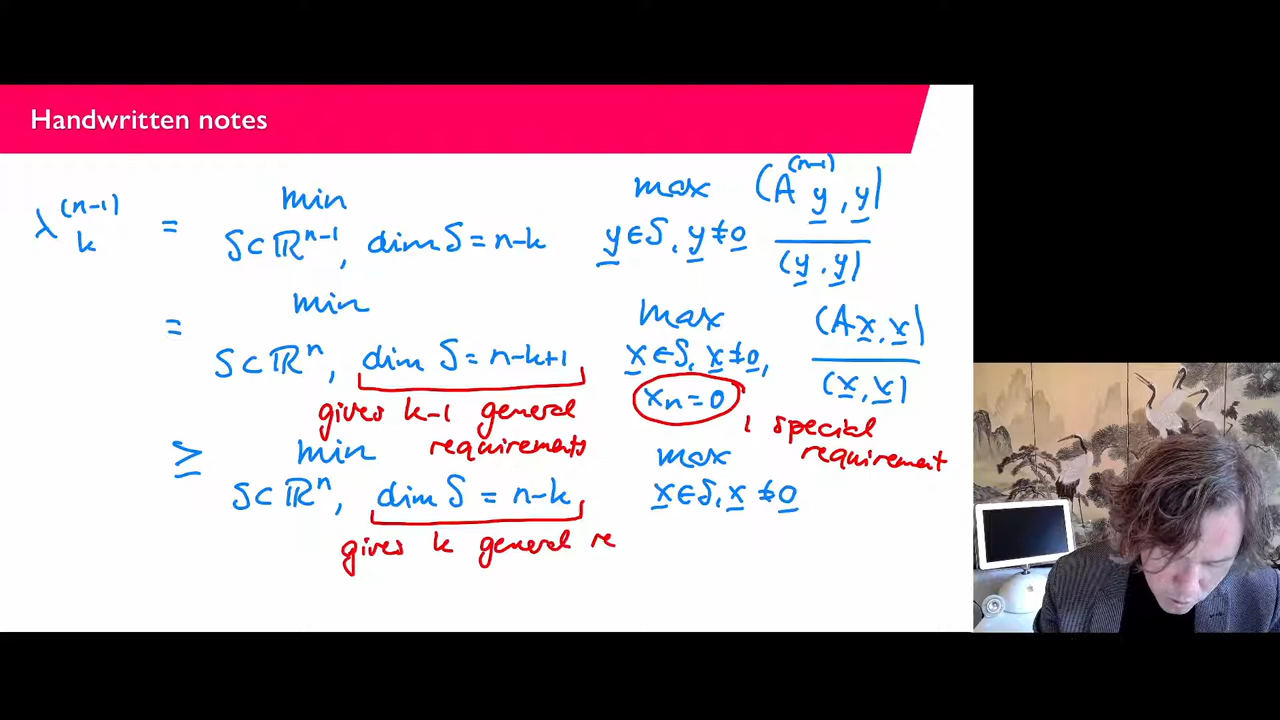 Handwritten notes
λ_k^(n-1) = min_{S⊂ℝ^{n-1}, dim S = n-k} max_{y∈S, y≠0} (A^(n-1) y, y) / (y, y)
= min_{S⊂ℝ^n, dim S = n-k+1} max_{x∈S, x≠0, x_n=0} (Ax, x) / (x, x)
gives k-1 general requirements
1 special requirement
≥ min_{S⊂ℝ^n, dim S = n-k} max_{x∈S, x≠0}
gives k general re